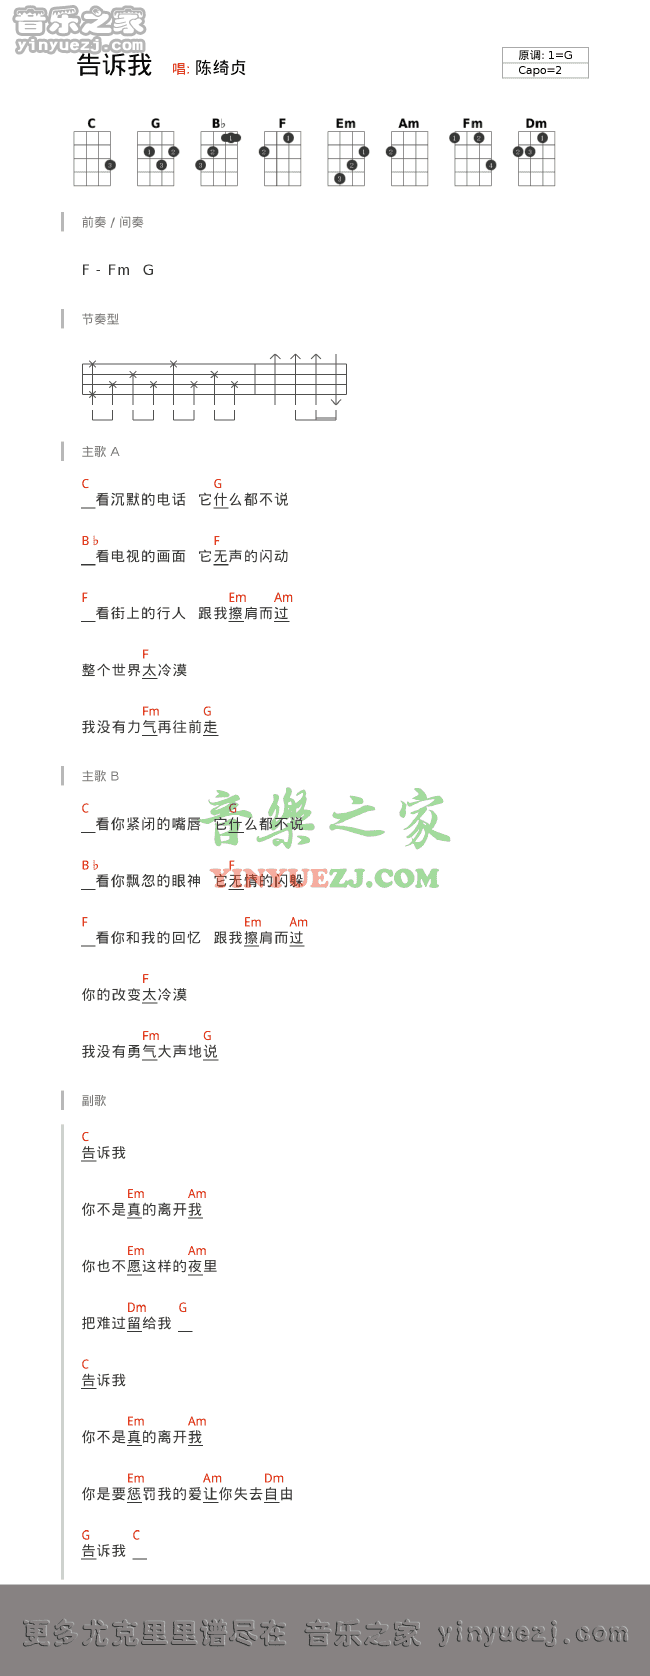 音乐之家
yinyuezj.com
告诉我 唱: 陈绮贞
原调: 1=G
Capo=2
C G B♭ F Em Am Fm Dm
前奏 / 间奏
F - Fm G
节奏型
主歌 A
C G
__看沉默的电话 它什么都不说
B♭ F
__看电视的画面 它无声的闪动
F Em Am
__看街上的行人 跟我擦肩而过
F
整个世界太冷漠
Fm G
我没有力气再往前走
主歌 B
C G
__看你紧闭的嘴唇 它什么都不说
B♭ F
__看你飘忽的眼神 它无情的闪躲
F Em Am
__看你和我的回忆 跟我擦肩而过
F
你的改变太冷漠
Fm G
我没有勇气大声地说
音樂之家
YINYUEZJ.COM
副歌
C
告诉我
Em Am
你不是真的离开我
Em Am
你也不愿这样的夜里
Dm G
把难过留给我 __
C
告诉我
Em Am
你不是真的离开我
Em Am Dm
你是要惩罚我的爱让你失去自由
G C
告诉我 __
更多尤克里里谱尽在 音乐之家 yinyuezj.com